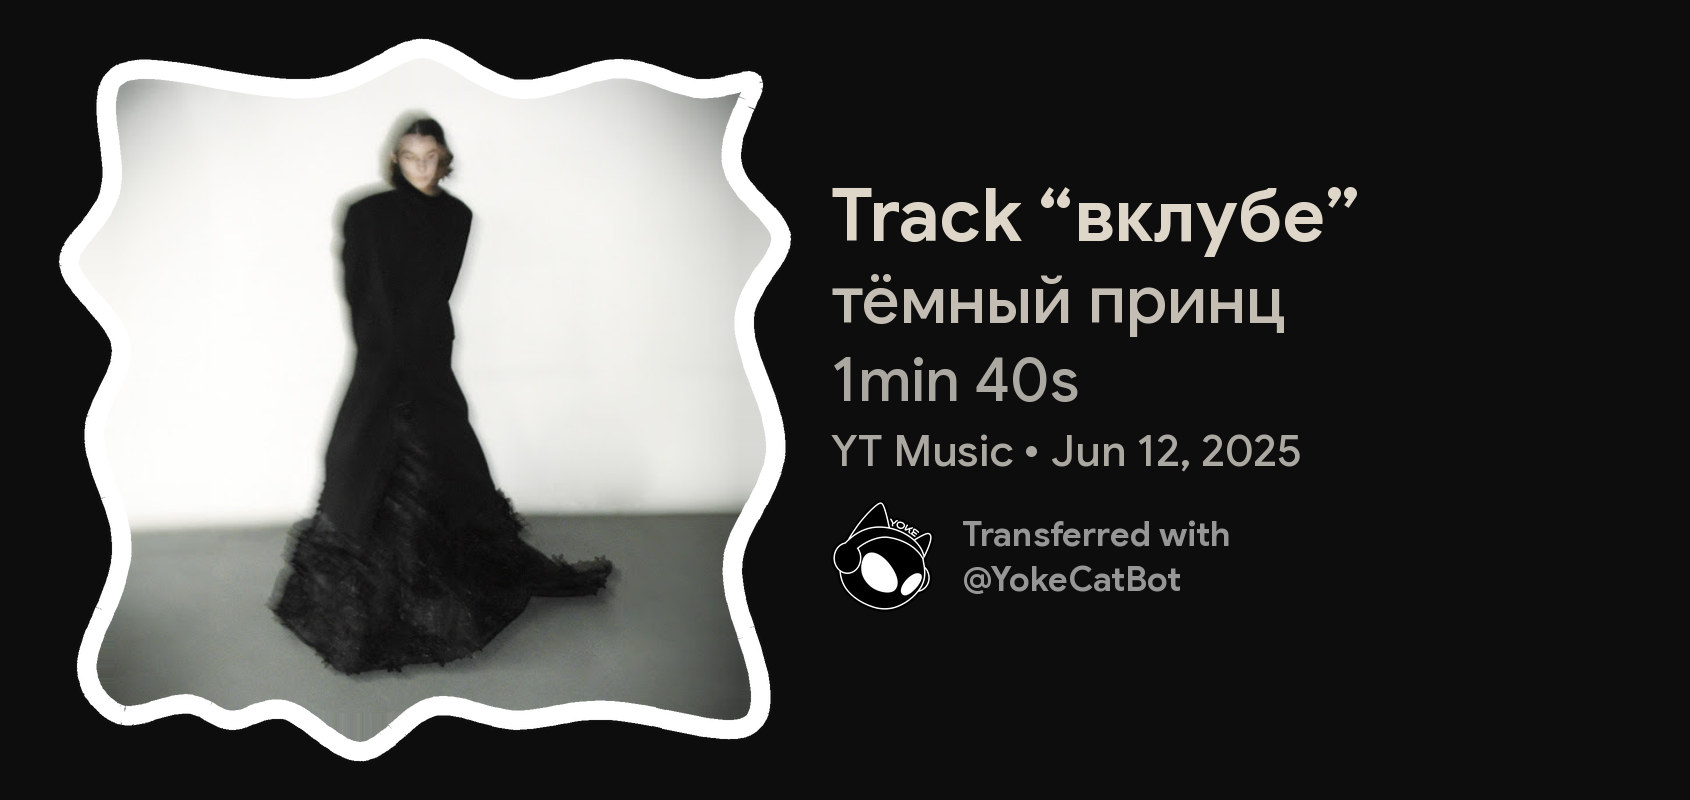 Track “вклубе”
тёмный принц
1min 40s
YT Music • Jun 12, 2025
YOKE
Transferred with
@YokeCatBot